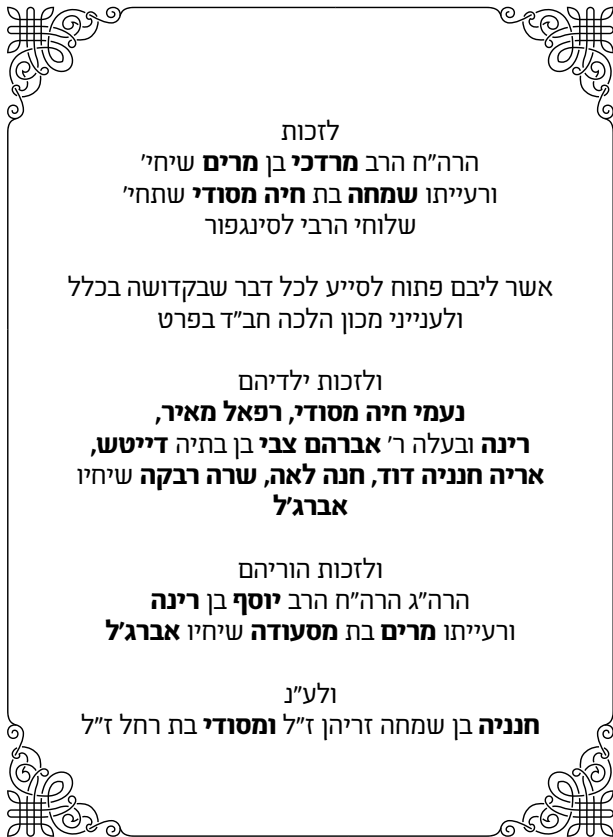 לזכות
הרה"ח הרב מרדכי בן מרים שיחי'
ורעייתו שמחה בת חיה מסודי שתחי'
שלוחי הרבי לסינגפור
אשר ליבם פתוח לסייע לכל דבר שבקדושה בכלל
ולענייני מכון הלכה חב"ד בפרט
ולזכות ילדיהם
נעמי חיה מסודי, רפאל מאיר,
רינה ובעלה ר' אברהם צבי בן בתיה דייטש,
אריה חנניה דוד, חנה לאה, שרה רבקה שיחיו
אברג'ל
ולזכות הוריהם
הרה"ג הרה"ח הרב יוסף בן רינה
ורעייתו מרים בת מסעודה שיחיו אברג'ל
ולע"נ
חנניה בן שמחה זריהן ז"ל ומסודי בת רחל ז"ל